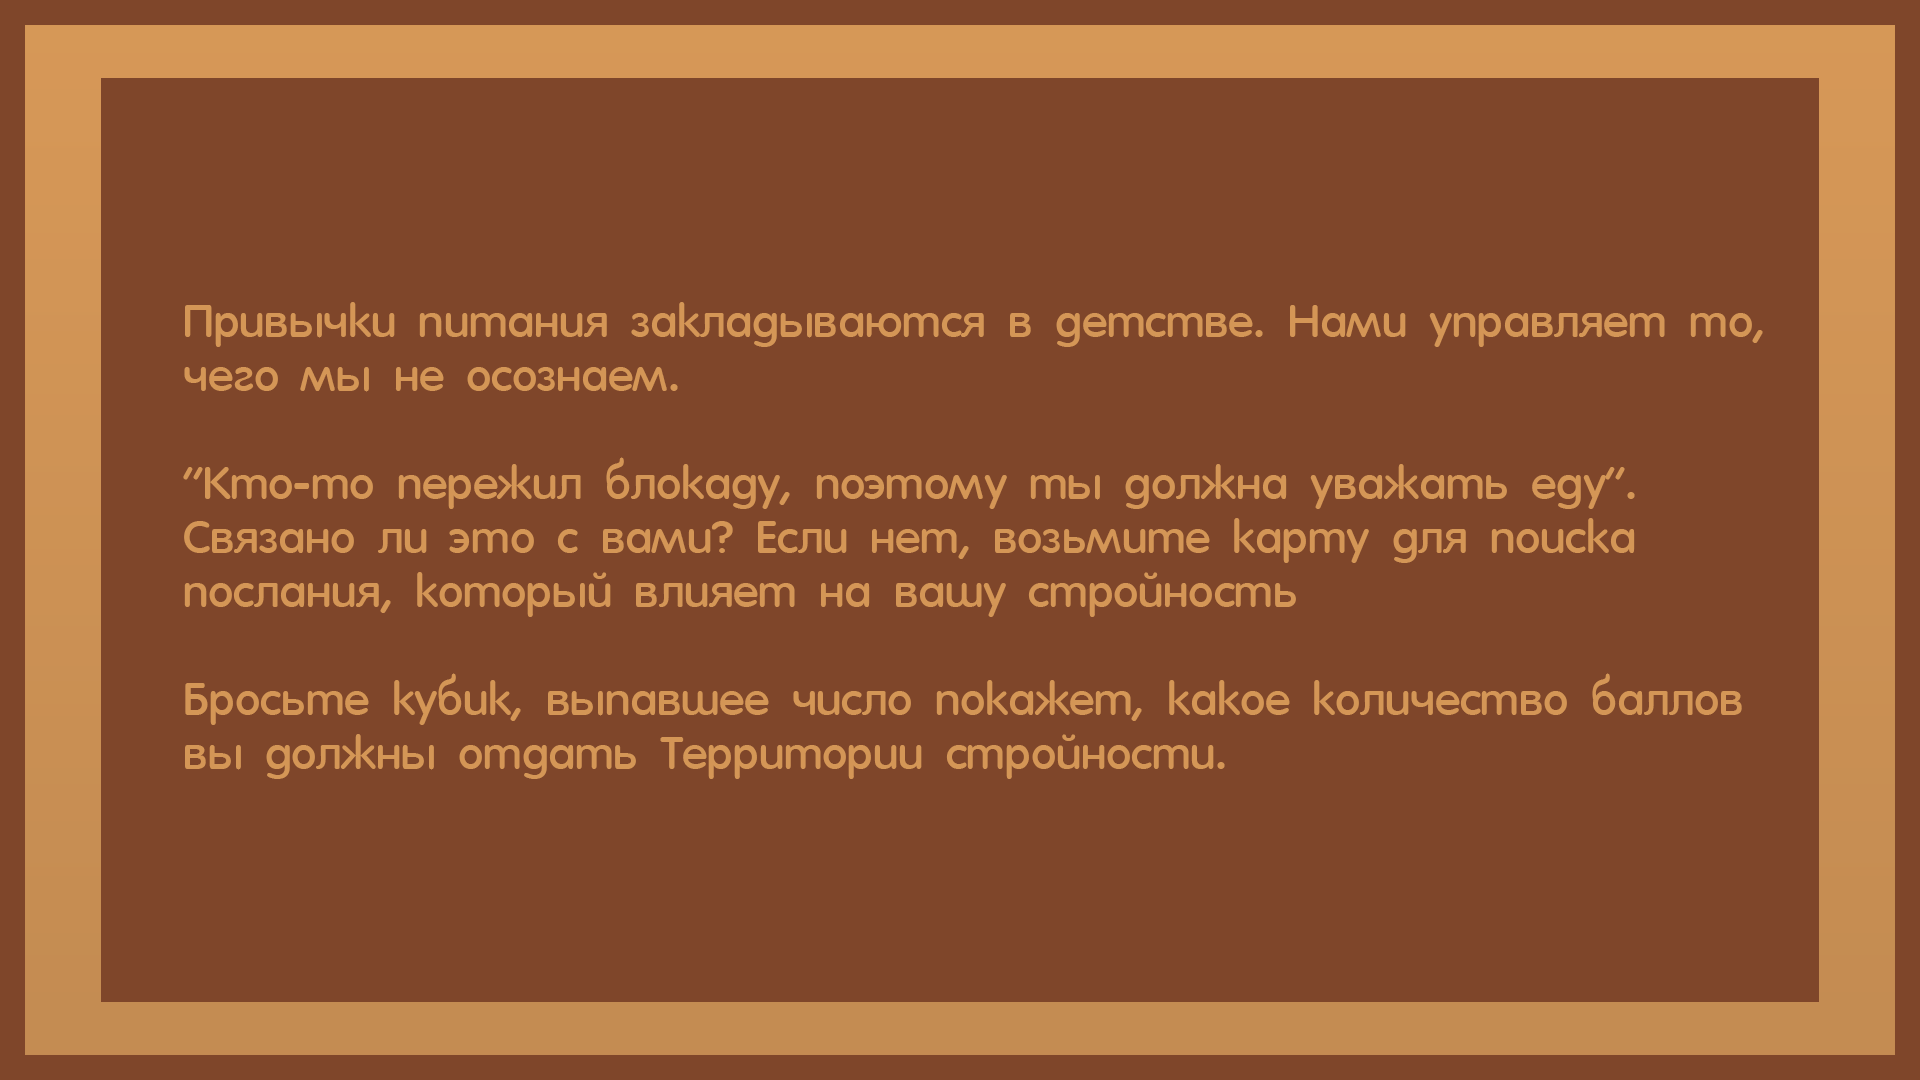 Привычки питания закладываются в детстве. Нами управляет то,
чего мы не осознаем.
"Кто-то пережил блокаду, поэтому ты должна уважать еду".
Связано ли это с вами? Если нет, возьмите карту для поиска
послания, который влияет на вашу стройность
Бросьте кубик, выпавшее число покажет, какое количество баллов
вы должны отдать Территории стройности.